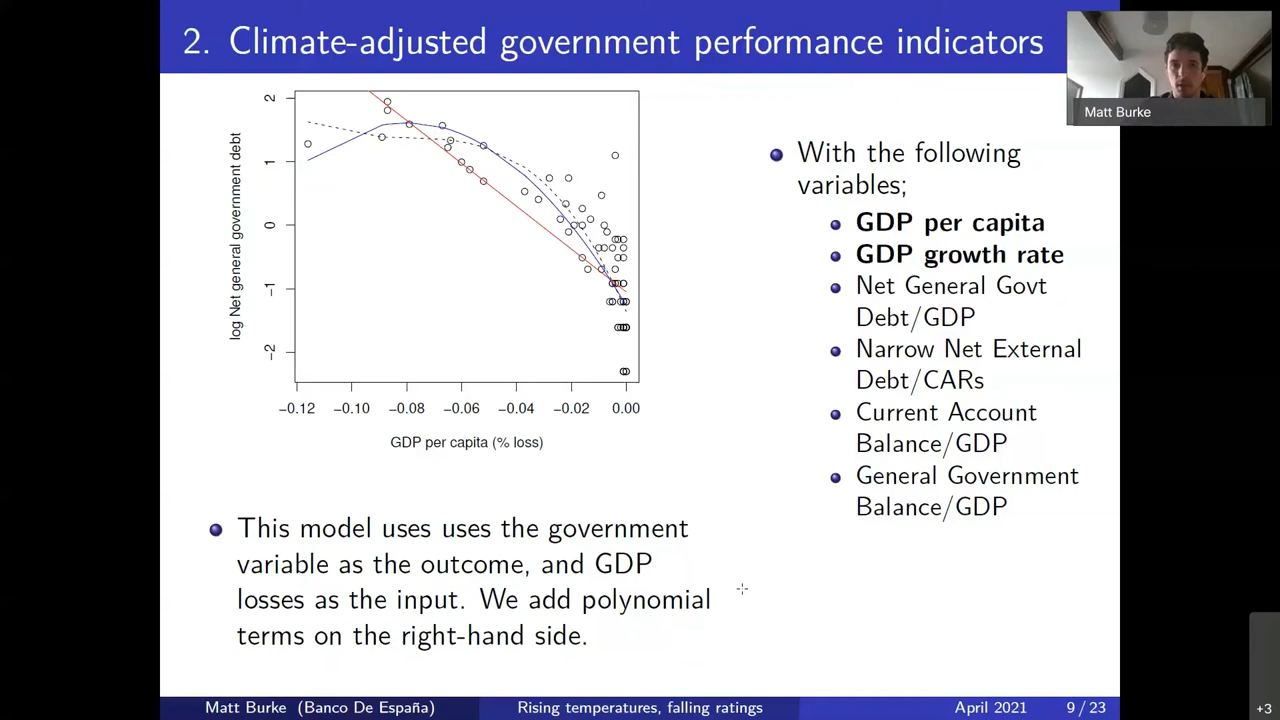 2. Climate-adjusted government performance indicators
Matt Burke
log Net general government debt
2
1
0
−1
−2
−0.12 −0.10 −0.08 −0.06 −0.04 −0.02 0.00
GDP per capita (% loss)
This model uses uses the government
variable as the outcome, and GDP
losses as the input. We add polynomial
terms on the right-hand side.
With the following
variables;
GDP per capita
GDP growth rate
Net General Govt
Debt/GDP
Narrow Net External
Debt/CARs
Current Account
Balance/GDP
General Government
Balance/GDP
Matt Burke (Banco De España) Rising temperatures, falling ratings April 2021 9 / 23
+3